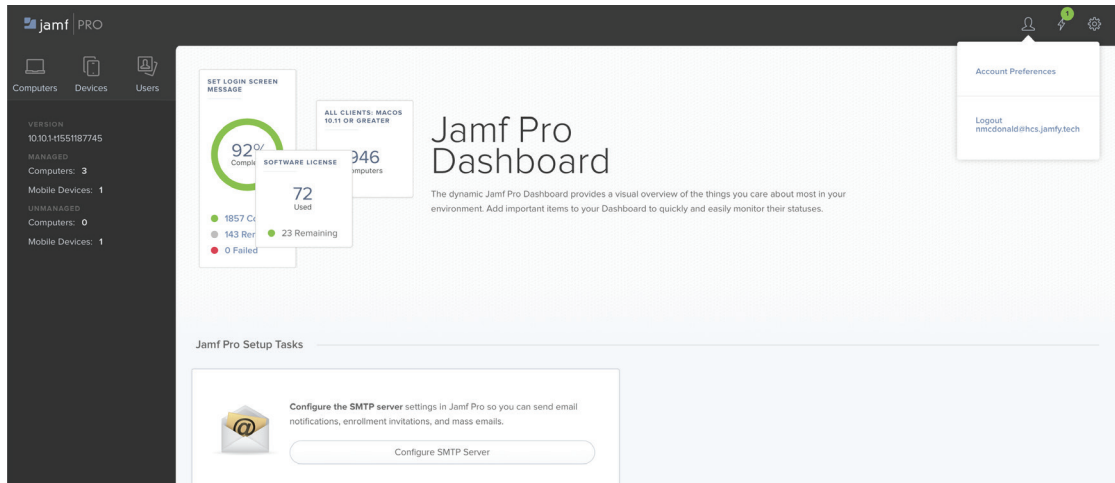 jamf PRO
1
Computers
Devices
Users
VERSION
10.10.1-t1551187745
MANAGED
Computers: 3
Mobile Devices: 1
UNMANAGED
Computers: 0
Mobile Devices: 1
SET LOGIN SCREEN
MESSAGE
92%
1857
143
0 Failed
ALL CLIENTS: MACOS
10.11 OR GREATER
946
SOFTWARE LICENSE
72
Used
23 Remaining
Jamf Pro
Dashboard
The dynamic Jamf Pro Dashboard provides a visual overview of the things you care about most in your
environment. Add important items to your Dashboard to quickly and easily monitor their statuses.
Account Preferences
Logout
nmcdonald@hcs.jamfy.tech
Jamf Pro Setup Tasks
Configure the SMTP server settings in Jamf Pro so you can send email
notifications, enrollment invitations, and mass emails.
@
Configure SMTP Server